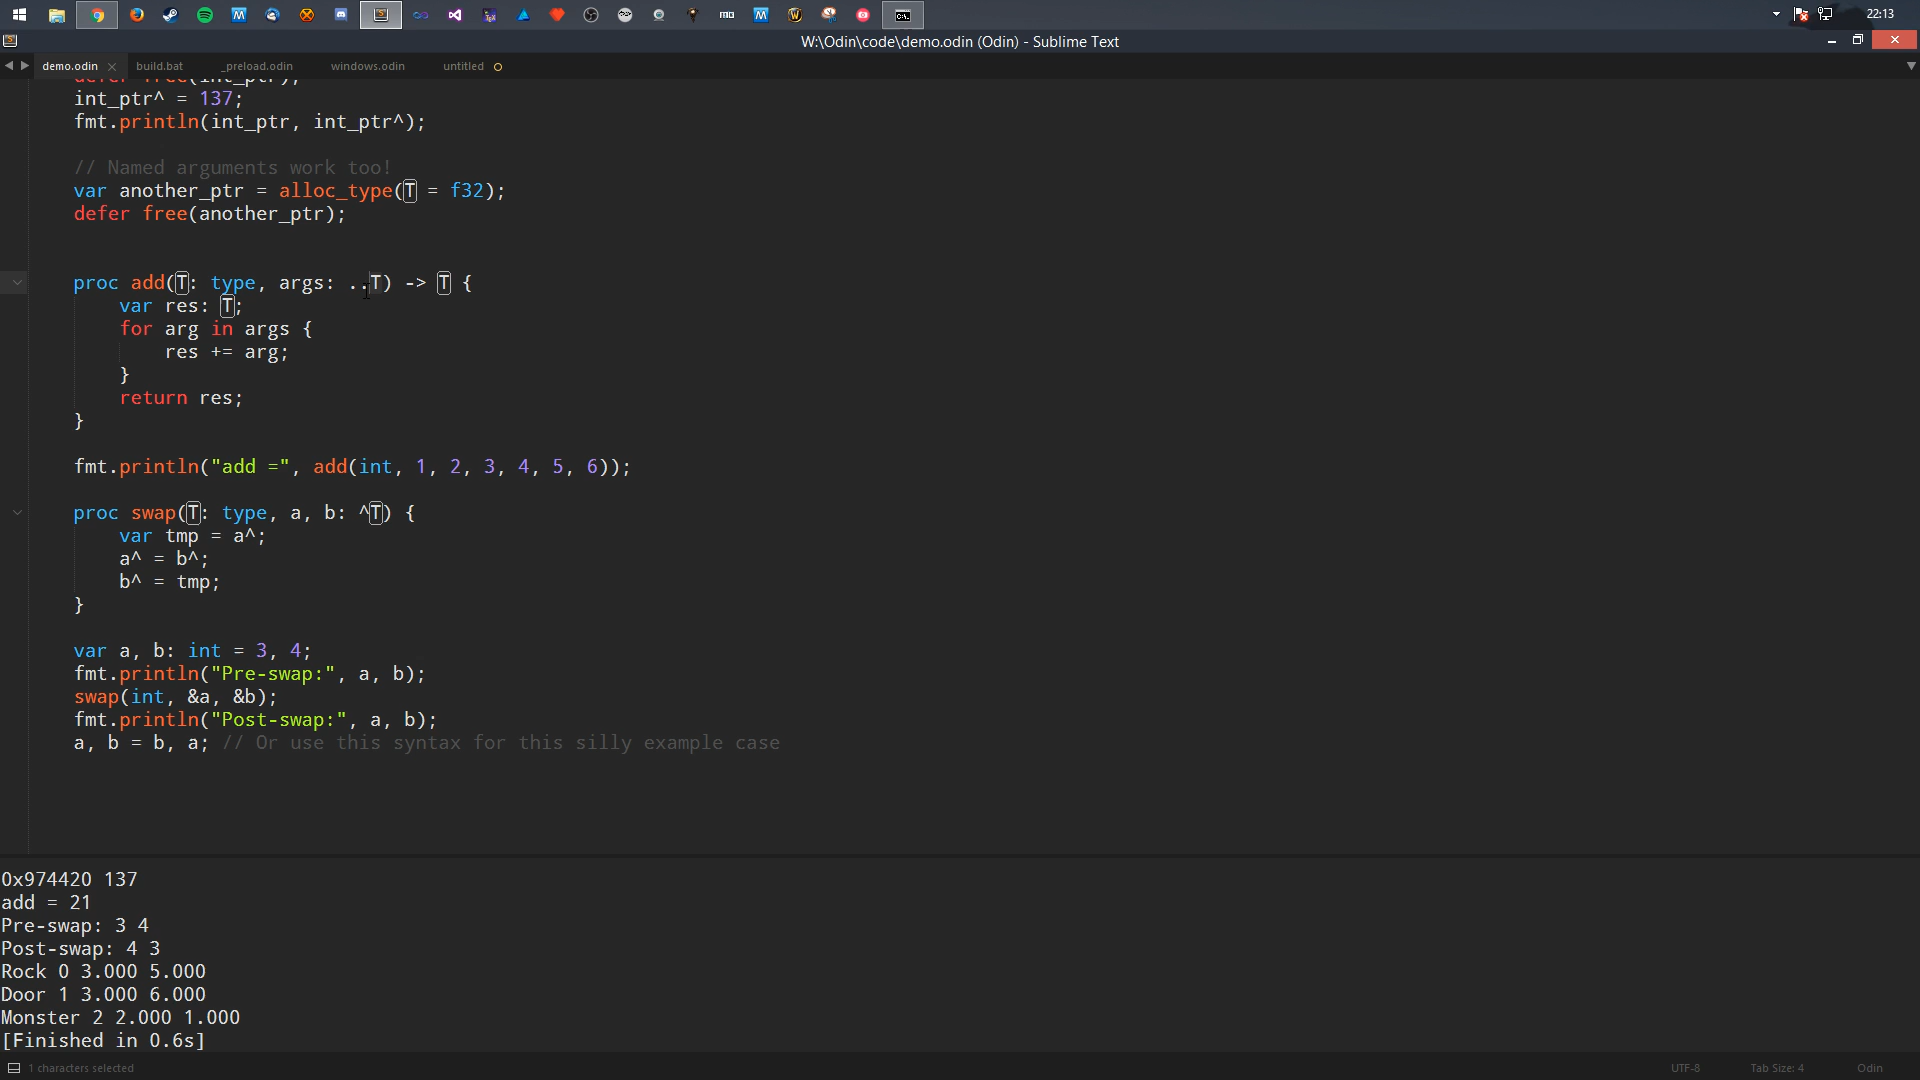 22:13
W:\Odin\code\demo.odin (Odin) - Sublime Text
demo.odin build.bat _preload.odin windows.odin untitled
defer free(int_ptr);
int_ptr^ = 137;
fmt.println(int_ptr, int_ptr^);
// Named arguments work too!
var another_ptr = alloc_type(T = f32);
defer free(another_ptr);
proc add(T: type, args: ..T) -> T {
var res: T;
for arg in args {
res += arg;
}
return res;
}
fmt.println("add =", add(int, 1, 2, 3, 4, 5, 6));
proc swap(T: type, a, b: ^T) {
var tmp = a^;
a^ = b^;
b^ = tmp;
}
var a, b: int = 3, 4;
fmt.println("Pre-swap:", a, b);
swap(int, &a, &b);
fmt.println("Post-swap:", a, b);
a, b = b, a; // Or use this syntax for this silly example case
0x974420 137
add = 21
Pre-swap: 3 4
Post-swap: 4 3
Rock 0 3.000 5.000
Door 1 3.000 6.000
Monster 2 2.000 1.000
[Finished in 0.6s]
1 characters selected UTF-8 Tab Size: 4 Odin